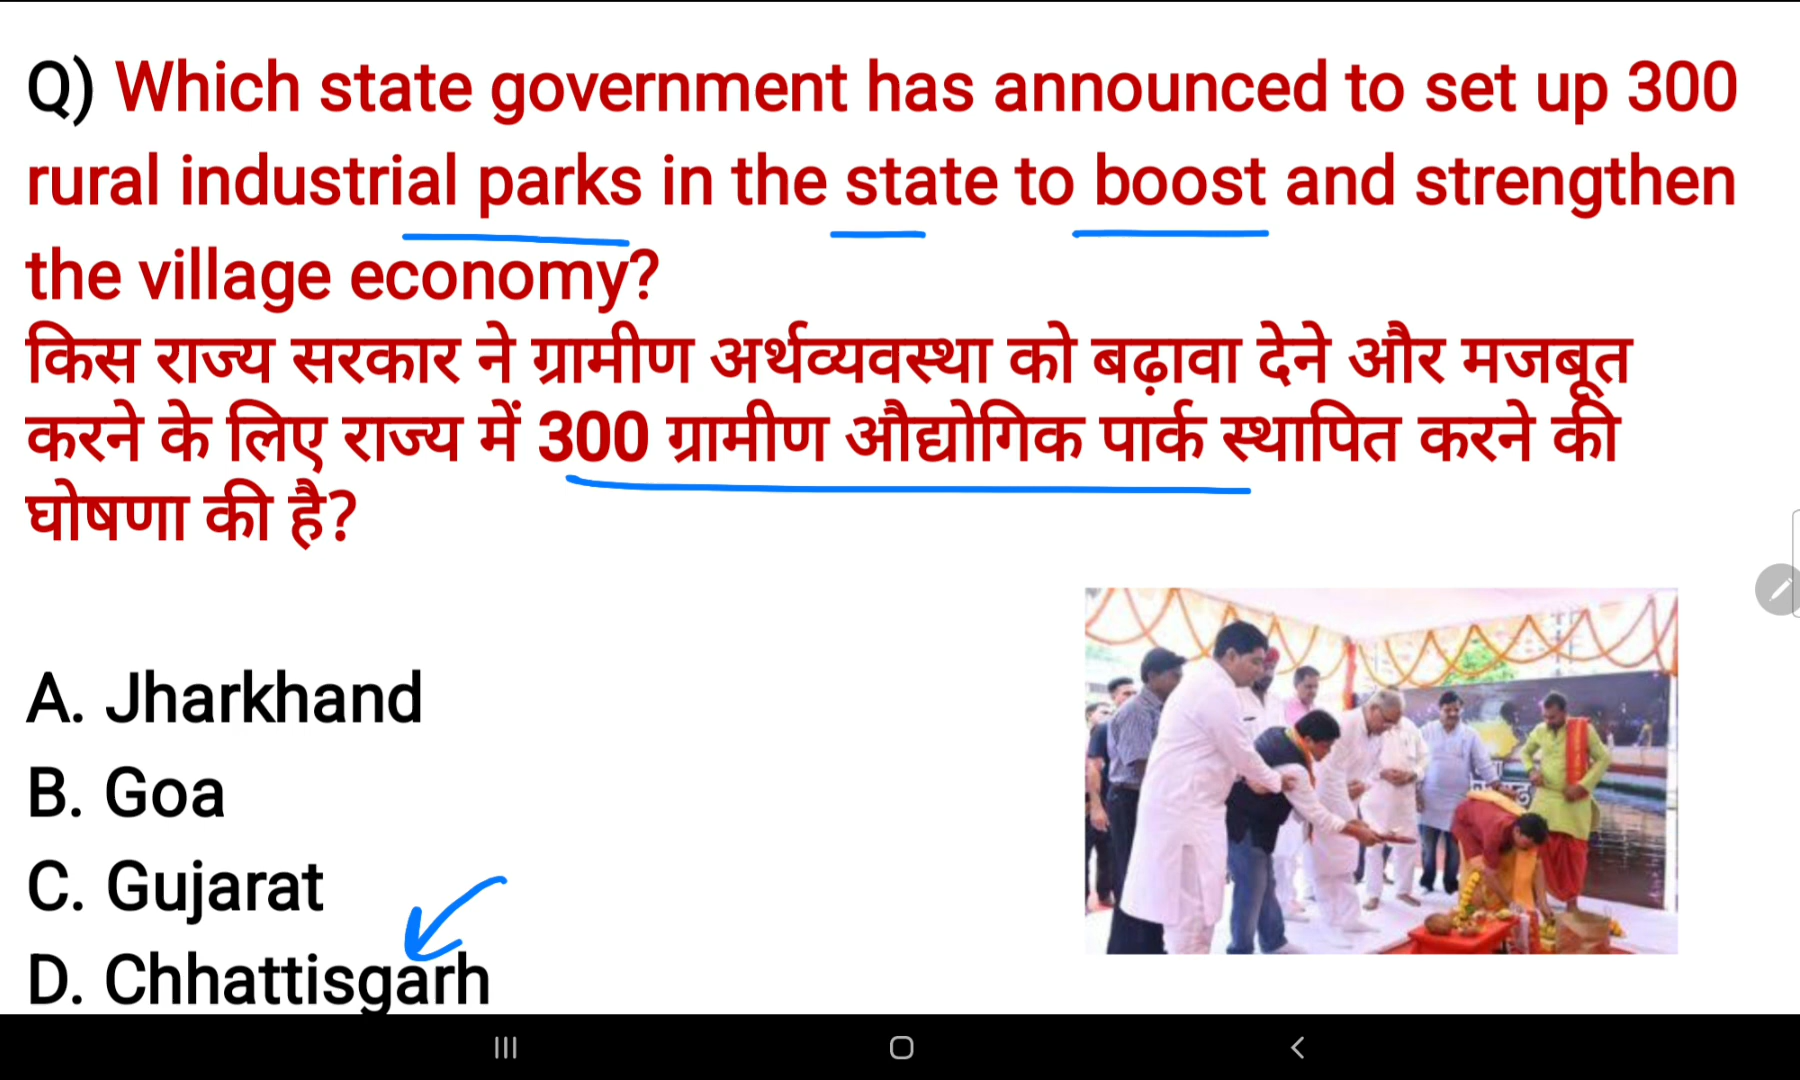 Q) Which state government has announced to set up 300
rural industrial parks in the state to boost and strengthen
the village economy?
किस राज्य सरकार ने ग्रामीण अर्थव्यवस्था को बढ़ावा देने और मजबूत
करने के लिए राज्य में 300 ग्रामीण औद्योगिक पार्क स्थापित करने की
घोषणा की है?
A. Jharkhand
B. Goa
C. Gujarat
D. Chhattisgarh